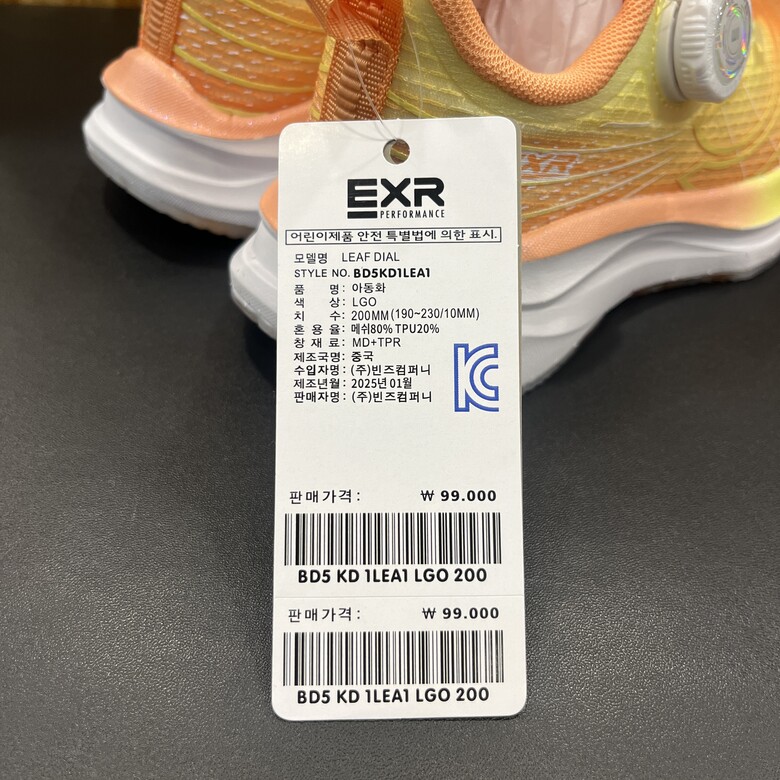 EXR
PERFORMANCE
어린이제품 안전 특별법에 의한 표시.
모델명 LEAF DIAL
STYLE NO. BD5KD1LEA1
품 명: 아동화
색 상: LGO
치 수: 200MM(190~230/10MM)
혼 용 율: 메쉬80% TPU20%
창 재 료: MD+TPR
제조국명: 중국
수입자명: (주)빈즈컴퍼니
제조년월: 2025년 01월
판매자명: (주)빈즈컴퍼니
판매가격: ₩ 99.000
BD5 KD 1LEA1 LGO 200
판매가격: ₩ 99.000
BD5 KD 1LEA1 LGO 200